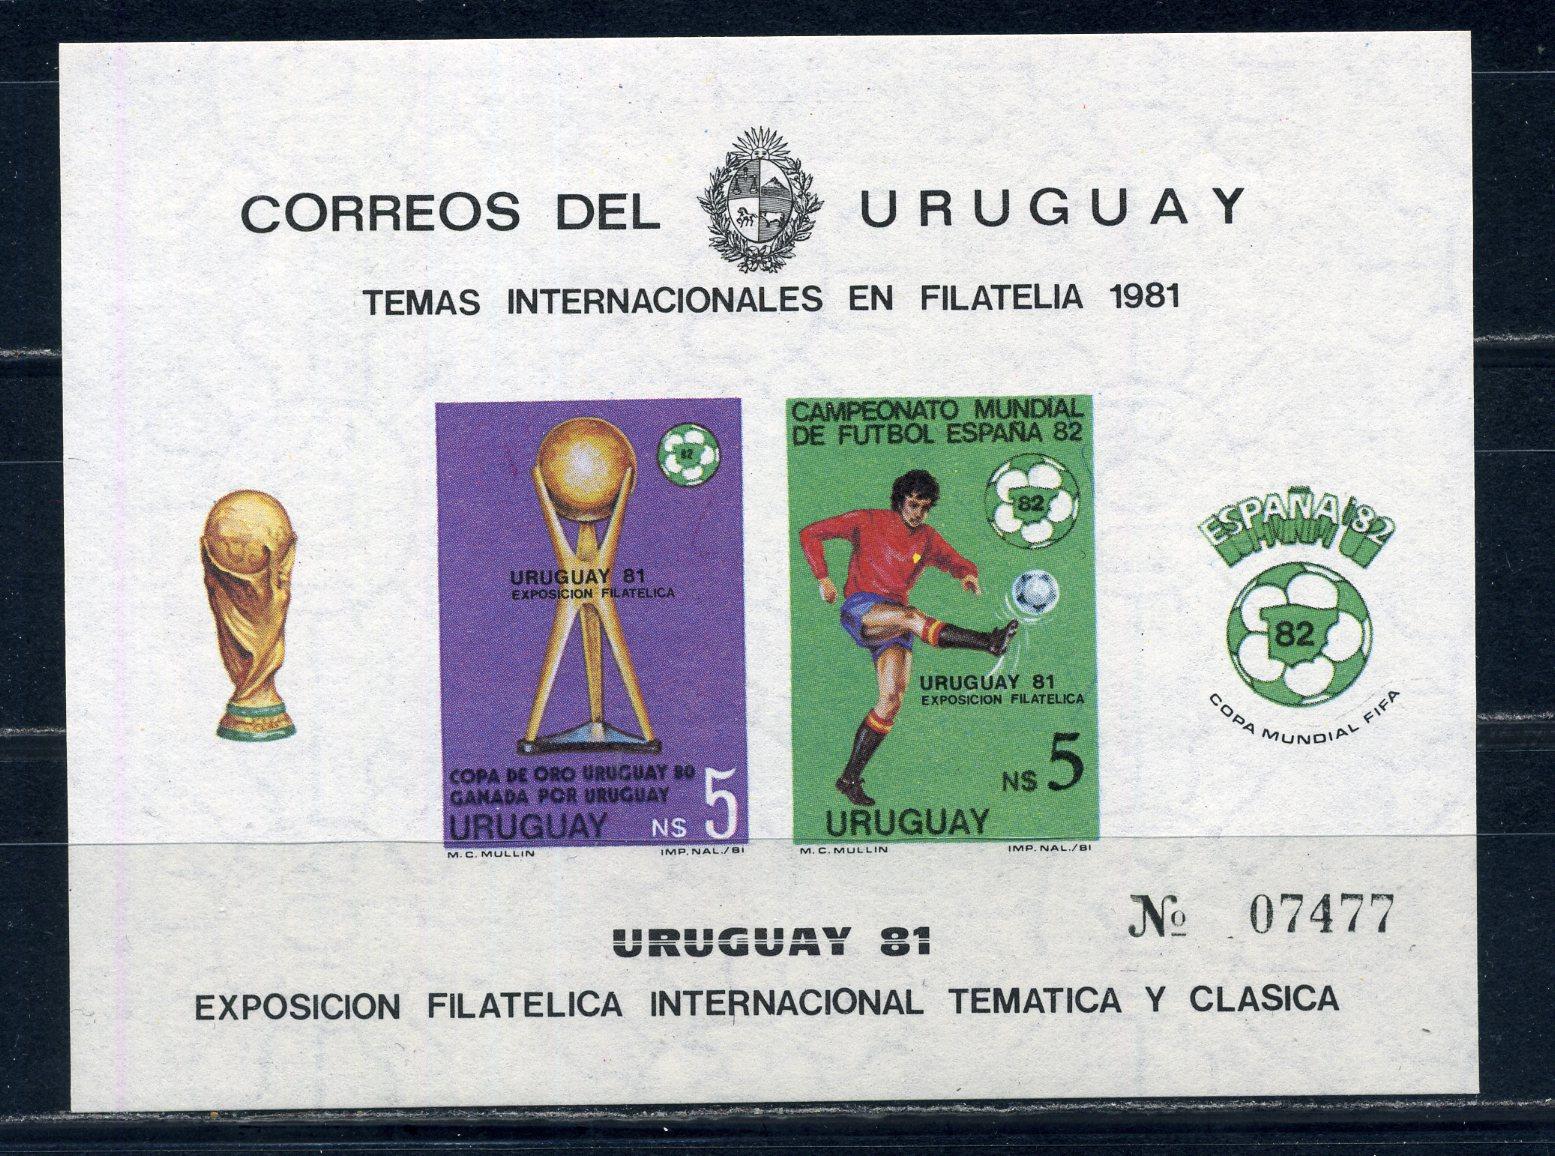 CORREOS DEL URUGUAY
TEMAS INTERNACIONALES EN FILATELIA 1981
82
URUGUAY 81
EXPOSICION FILATELICA
COPA DE ORO URUGUAY 80
GANADA POR URUGUAY
URUGUAY N$ 5
M.C. MULLIN IMP. NAL./81
CAMPEONATO MUNDIAL
DE FUTBOL ESPAÑA 82
82
URUGUAY 81
EXPOSICION FILATELICA
N$ 5
URUGUAY
M.C. MULLIN IMP. NAL./81
ESPAÑA '82
82
COPA MUNDIAL FIFA
Nº 07477
URUGUAY 81
EXPOSICION FILATELICA INTERNACIONAL TEMATICA Y CLASICA